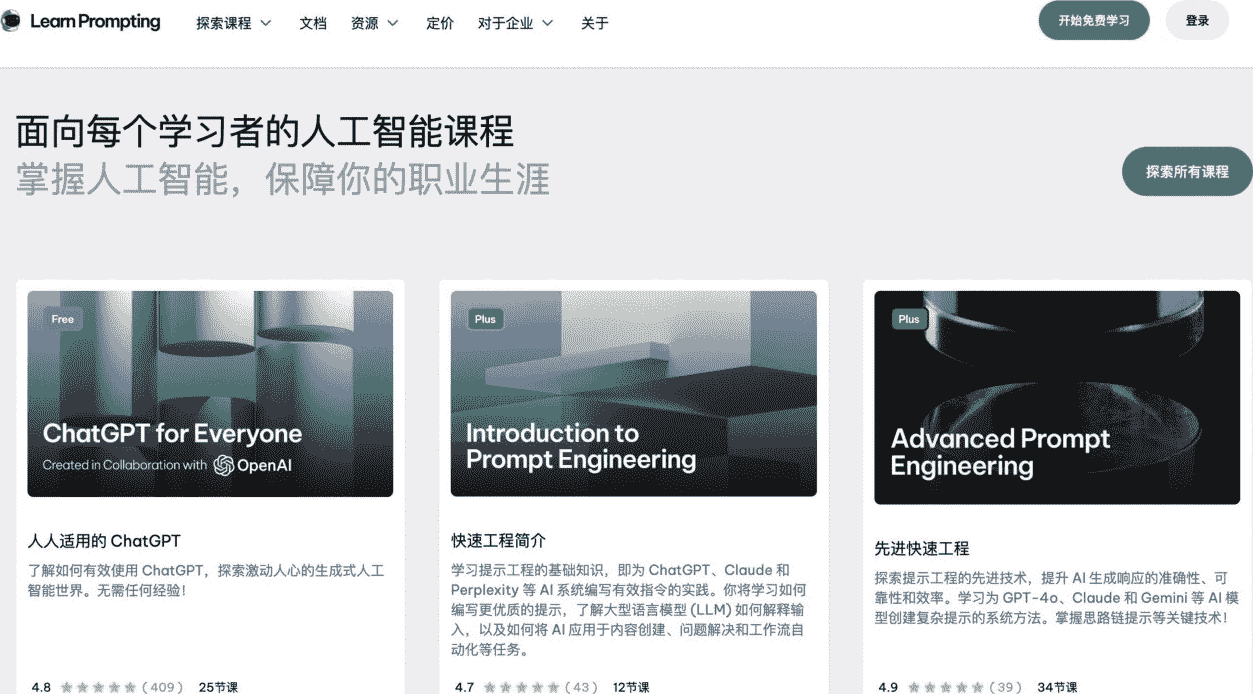 Learn Prompting
探索课程 文档 资源 定价 对于企业 关于
开始免费学习 登录
面向每个学习者的人工智能课程
掌握人工智能，保障你的职业生涯
探索所有课程
Free
ChatGPT for Everyone
Created in Collaboration with OpenAI
人人适用的 ChatGPT
了解如何有效使用 ChatGPT，探索激动人心的生成式人工
智能世界。无需任何经验！
4.8 (409) 25节课
Plus
Introduction to
Prompt Engineering
快速工程简介
学习提示工程的基础知识，即为 ChatGPT、Claude 和
Perplexity 等 AI 系统编写有效指令的实践。你将学习如何
编写更优质的提示，了解大型语言模型 (LLM) 如何解释输
入，以及如何将 AI 应用于内容创建、问题解决和工作流自
动化等任务。
4.7 (43) 12节课
Plus
Advanced Prompt
Engineering
先进快速工程
探索提示工程的先进技术，提升 AI 生成响应的准确性、可
靠性和效率。学习为 GPT-4o、Claude 和 Gemini 等 AI 模
型创建复杂提示的系统方法。掌握思路链提示等关键技术！
4.9 (39) 34节课